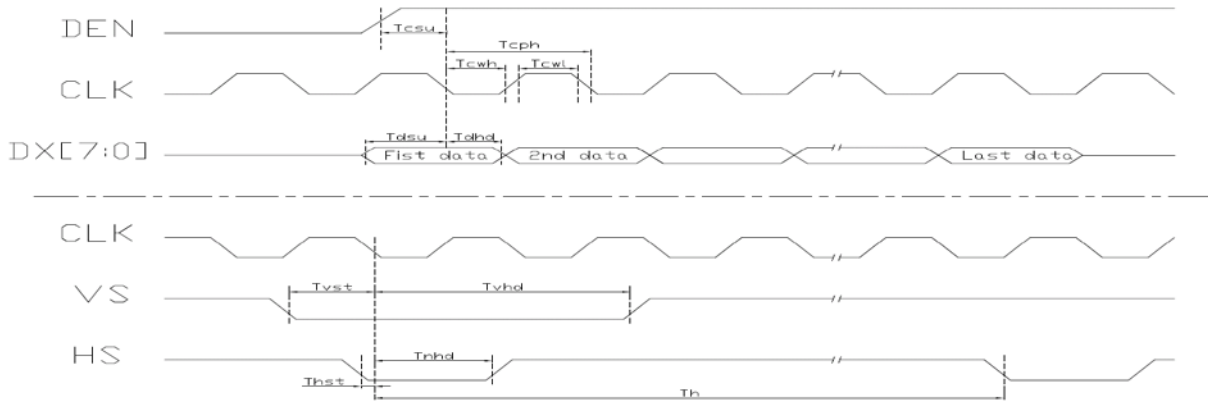 DEN
Tcsu
Tcph
CLK
Tcwh
Tcwl
DX[7:0]
Tdsu
Tdhd
Fist data
2nd data
Last data
CLK
VS
Tvst
Tvhd
HS
Thst
Tnhd
Th